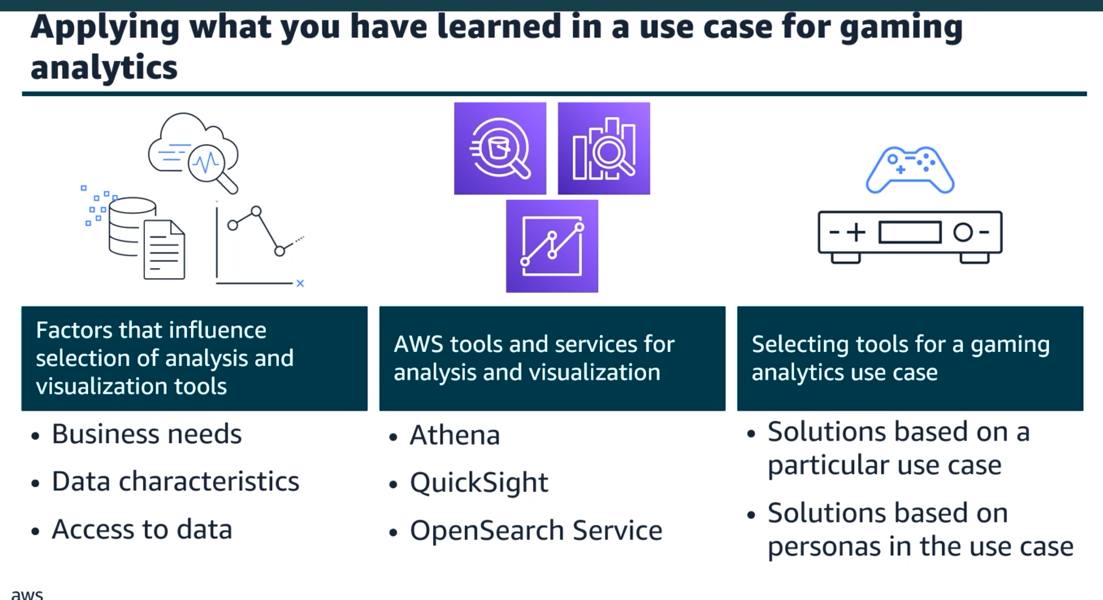 Applying what you have learned in a use case for gaming
analytics
Factors that influence
selection of analysis and
visualization tools
• Business needs
• Data characteristics
• Access to data
AWS tools and services for
analysis and visualization
• Athena
• QuickSight
• OpenSearch Service
Selecting tools for a gaming
analytics use case
• Solutions based on a
particular use case
• Solutions based on
personas in the use case
aws